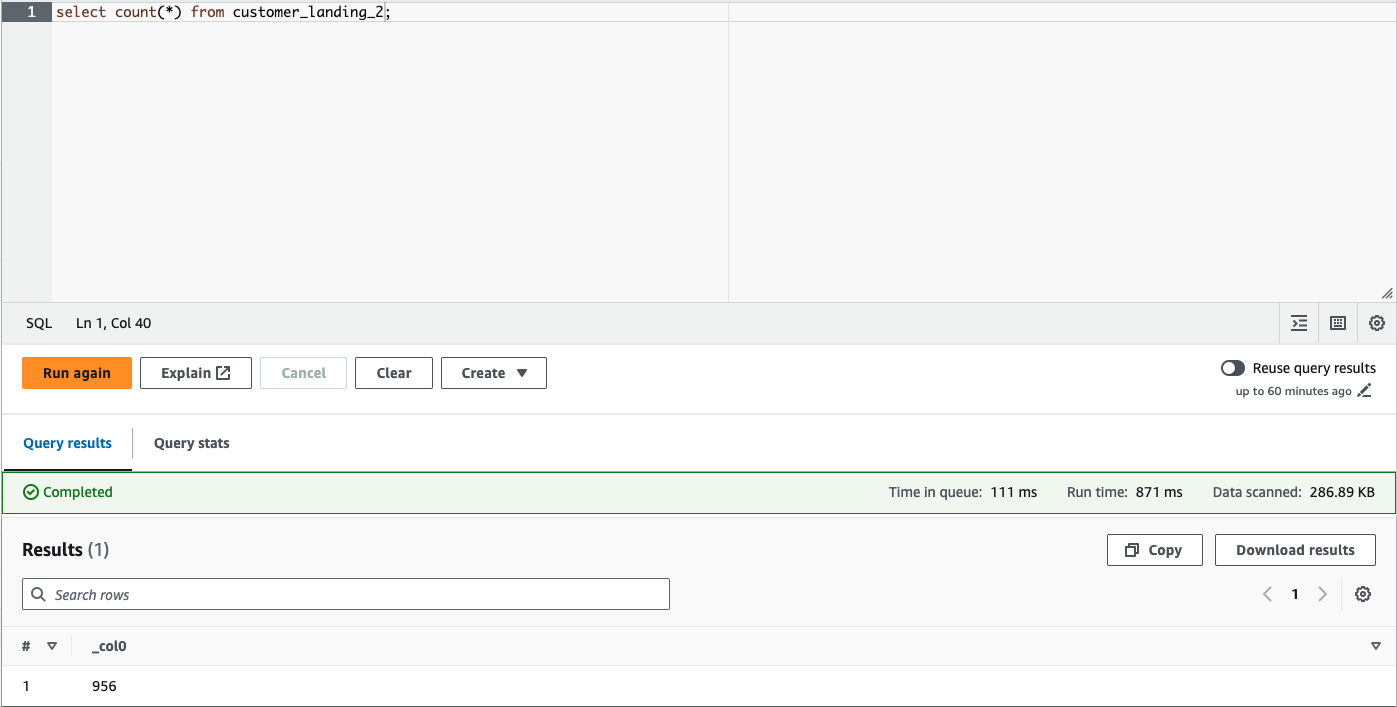 1 select count(*) from customer_landing_2;
SQL Ln 1, Col 40
Run again Explain Cancel Clear Create Reuse query results
up to 60 minutes ago
Query results Query stats
Completed Time in queue: 111 ms Run time: 871 ms Data scanned: 286.89 KB
Results (1) Copy Download results
Search rows 1
# _col0
1 956